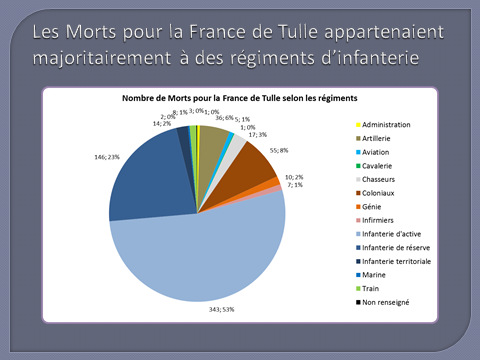 Les Morts pour la France de Tulle appartenaient
majoritairement à des régiments d'infanterie
Nombre de Morts pour la France de Tulle selon les régiments
8; 1%
3; 0%
1; 0%
2; 0%
36; 6%
5; 1%
14; 2%
1; 0%
17; 3%
146; 23%
55; 8%
10; 2%
7; 1%
343; 53%
Administration
Artillerie
Aviation
Cavalerie
Chasseurs
Coloniaux
Génie
Infirmiers
Infanterie d'active
Infanterie de réserve
Infanterie territoriale
Marine
Train
Non renseigné